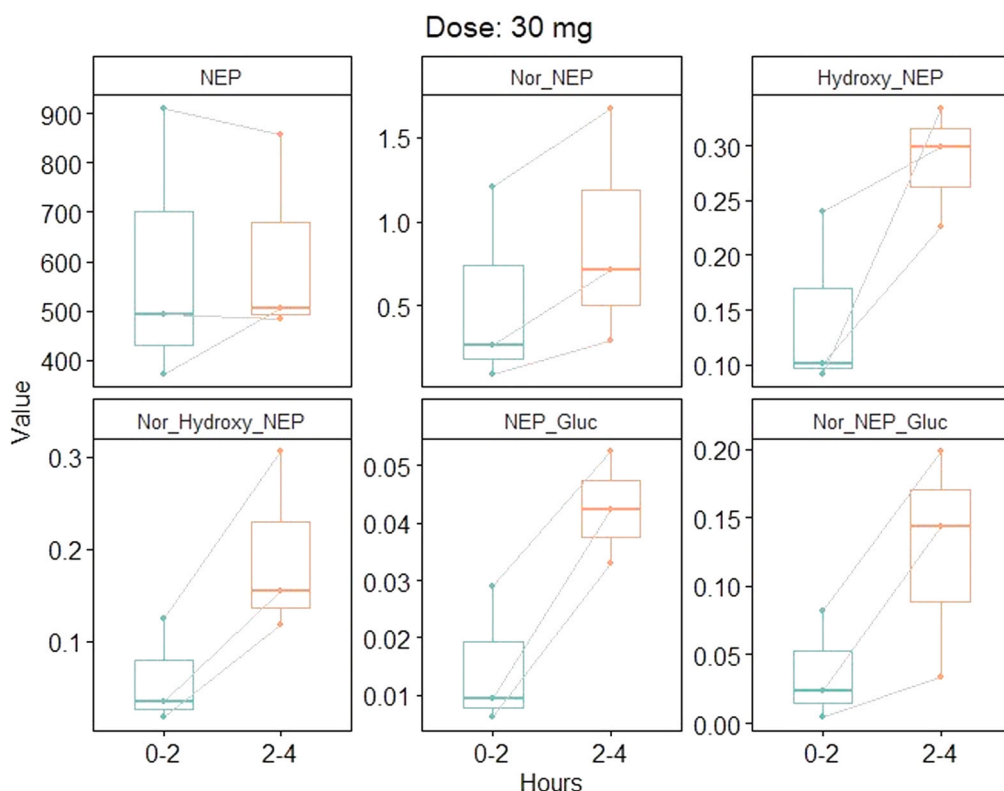 Dose: 30 mg
NEP
Nor_NEP
Hydroxy_NEP
900
800
700
600
500
400
1.5
1.0
0.5
0.30
0.25
0.20
0.15
0.10
Value
Nor_Hydroxy_NEP
NEP_Gluc
Nor_NEP_Gluc
0.3
0.2
0.1
0.05
0.04
0.03
0.02
0.01
0.20
0.15
0.10
0.05
0.00
0-2 2-4 0-2 2-4 0-2 2-4
Hours